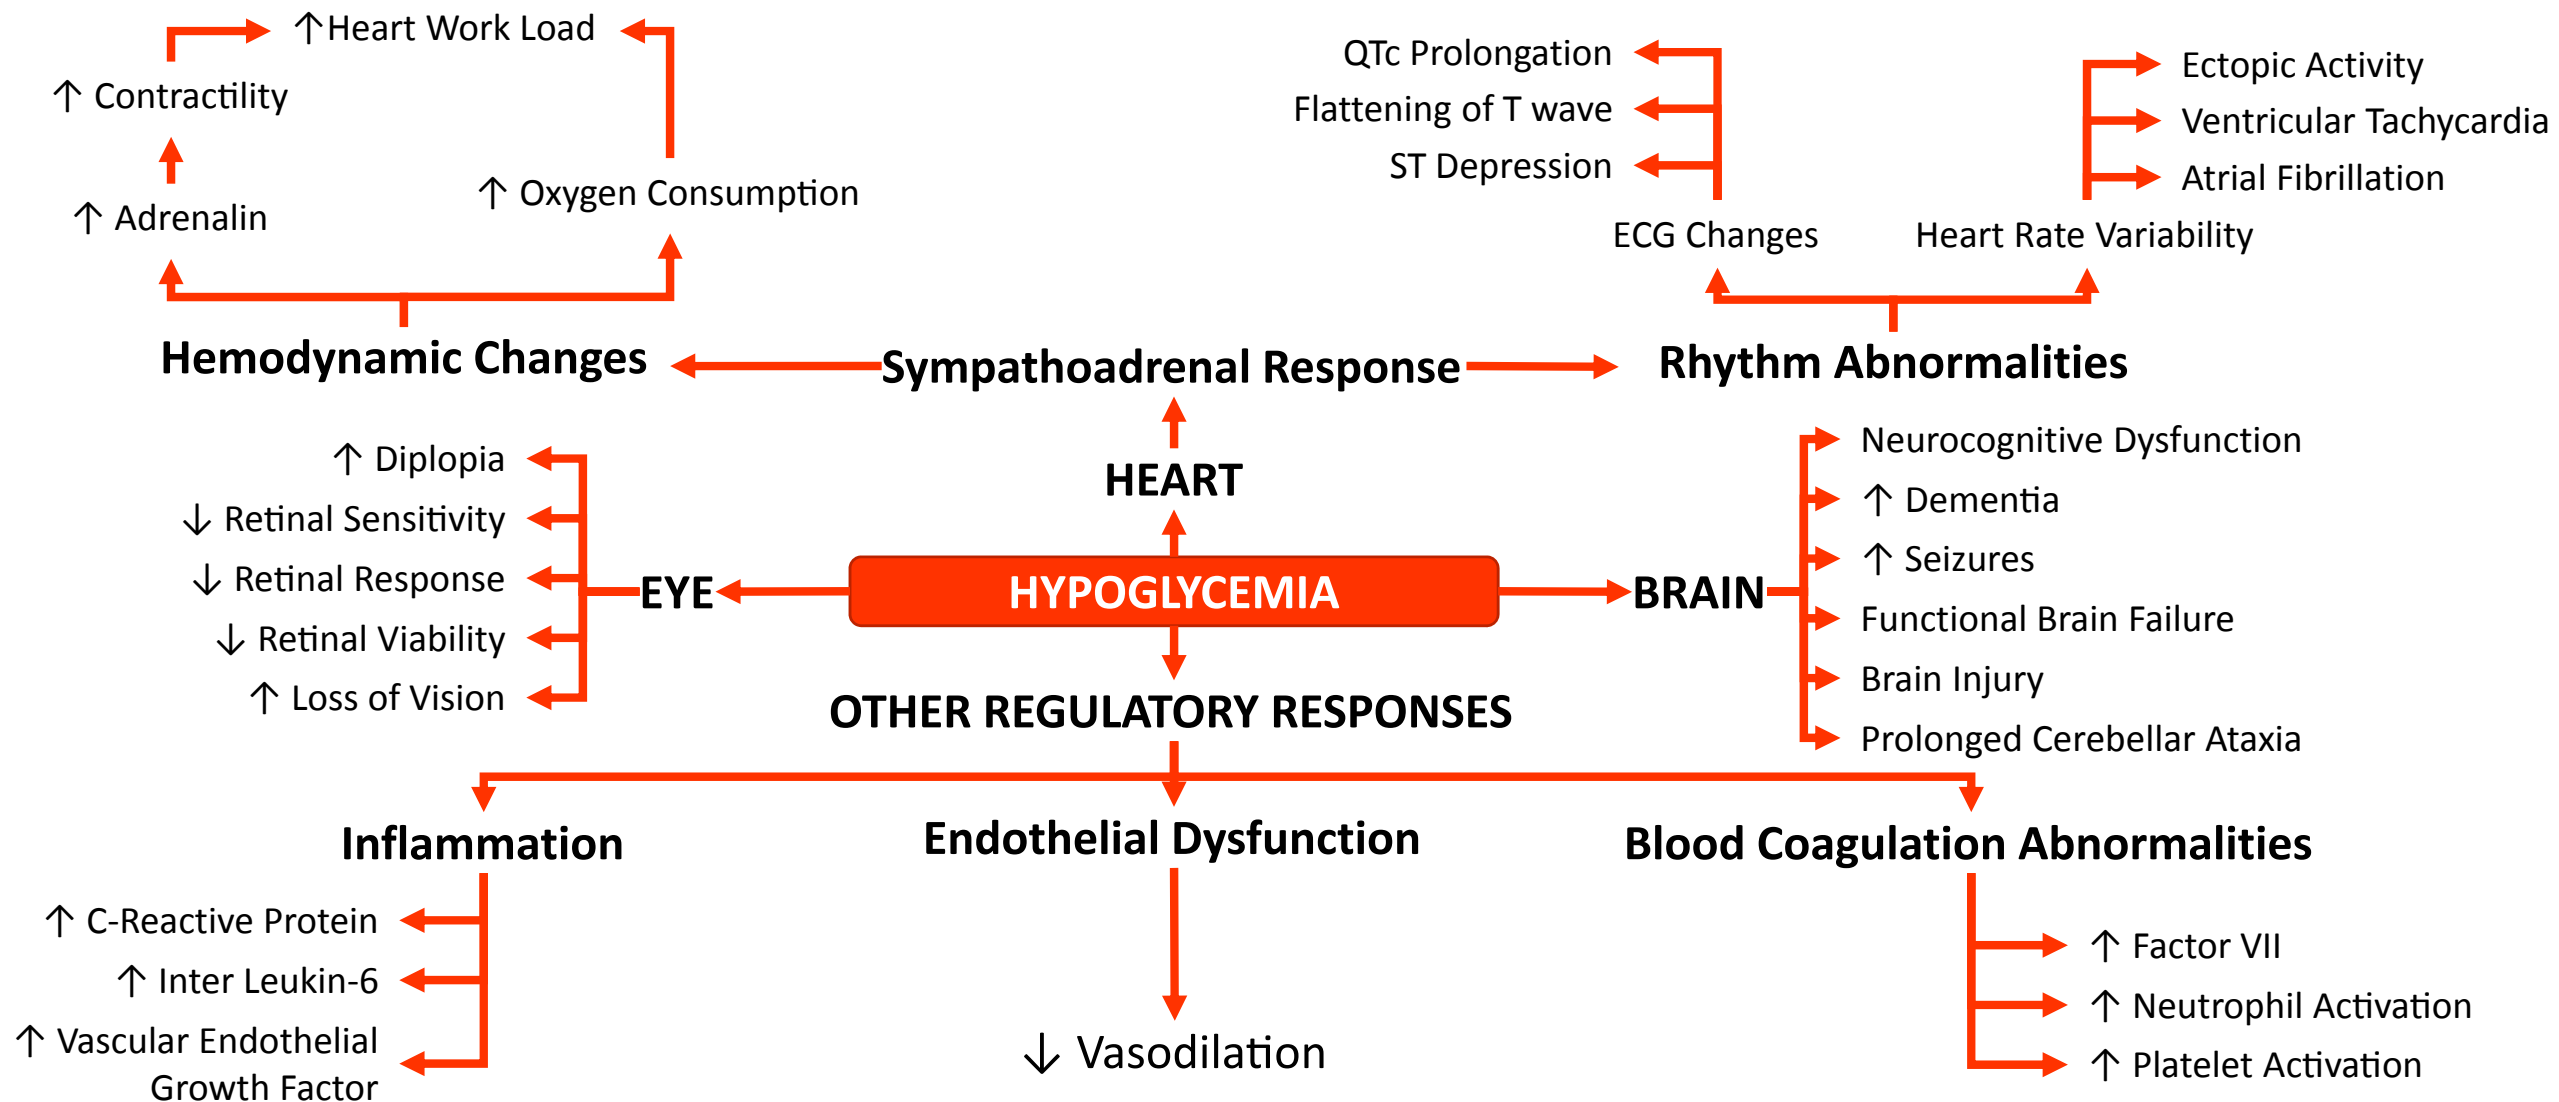 ↑Heart Work Load
↑ Contractility
↑ Adrenalin
↑ Oxygen Consumption
Hemodynamic Changes
QTc Prolongation
Flattening of T wave
ST Depression
ECG Changes
Ectopic Activity
Ventricular Tachycardia
Atrial Fibrillation
Heart Rate Variability
Sympathoadrenal Response
Rhythm Abnormalities
HEART
↑ Diplopia
↓ Retinal Sensitivity
↓ Retinal Response
↓ Retinal Viability
↑ Loss of Vision
EYE
HYPOGLYCEMIA
BRAIN
Neurocognitive Dysfunction
↑ Dementia
↑ Seizures
Functional Brain Failure
Brain Injury
Prolonged Cerebellar Ataxia
OTHER REGULATORY RESPONSES
Inflammation
↑ C-Reactive Protein
↑ Inter Leukin-6
↑ Vascular Endothelial
Growth Factor
Endothelial Dysfunction
↓ Vasodilation
Blood Coagulation Abnormalities
↑ Factor VII
↑ Neutrophil Activation
↑ Platelet Activation